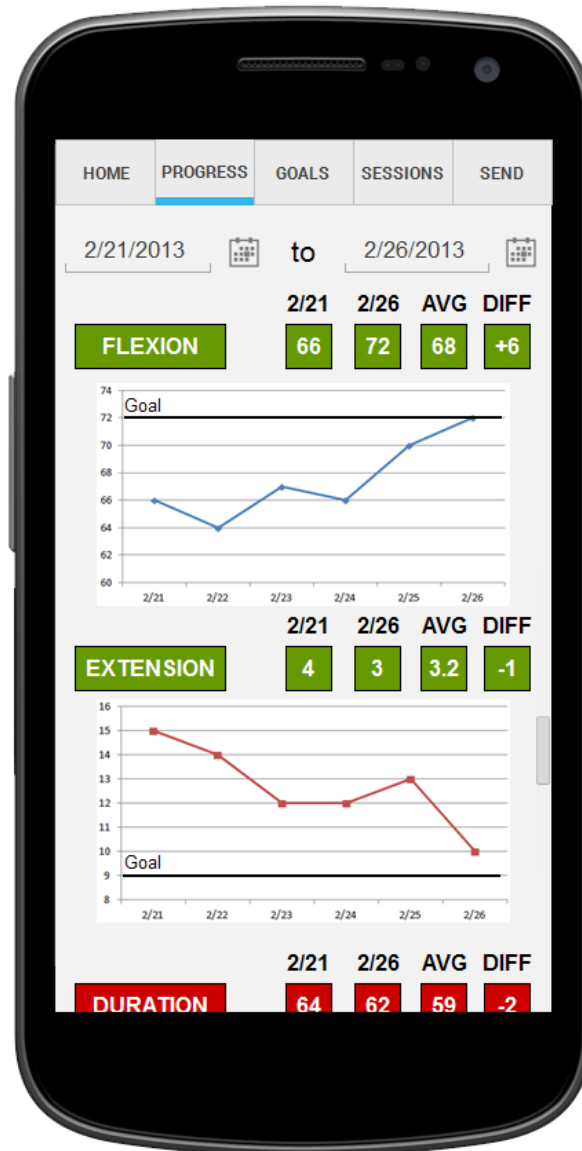 HOME PROGRESS GOALS SESSIONS SEND
2/21/2013 to 2/26/2013
2/21 2/26 AVG DIFF
FLEXION 66 72 68 +6
74
Goal
72
70
68
66
64
62
60
2/21 2/22 2/23 2/24 2/25 2/26
2/21 2/26 AVG DIFF
EXTENSION 4 3 3.2 -1
16
15
14
13
12
11
10
Goal
9
8
2/21 2/22 2/23 2/24 2/25 2/26
2/21 2/26 AVG DIFF
DURATION 64 62 59 -2